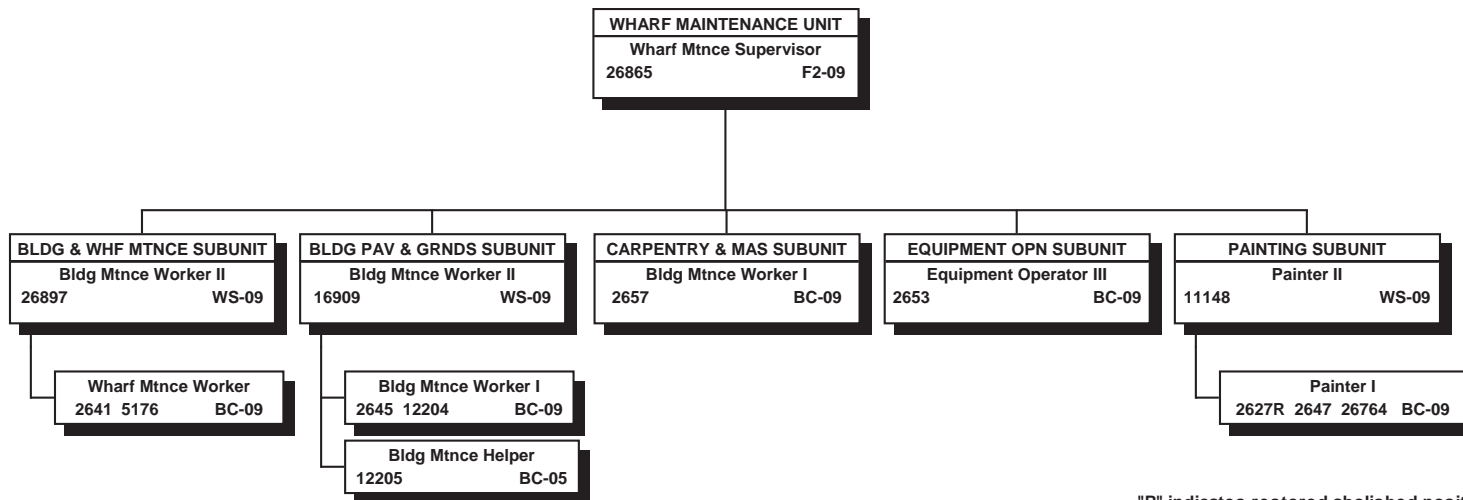 WHARF MAINTENANCE UNIT
Wharf Mtnce Supervisor
26865 F2-09
BLDG & WHF MTNCE SUBUNIT
Bldg Mtnce Worker II
26897 WS-09
Wharf Mtnce Worker
2641 5176 BC-09
BLDG PAV & GRNDS SUBUNIT
Bldg Mtnce Worker II
16909 WS-09
Bldg Mtnce Worker I
2645 12204 BC-09
Bldg Mtnce Helper
12205 BC-05
CARPENTRY & MAS SUBUNIT
Bldg Mtnce Worker I
2657 BC-09
EQUIPMENT OPN SUBUNIT
Equipment Operator III
2653 BC-09
PAINTING SUBUNIT
Painter II
11148 WS-09
Painter I
2627R 2647 26764 BC-09